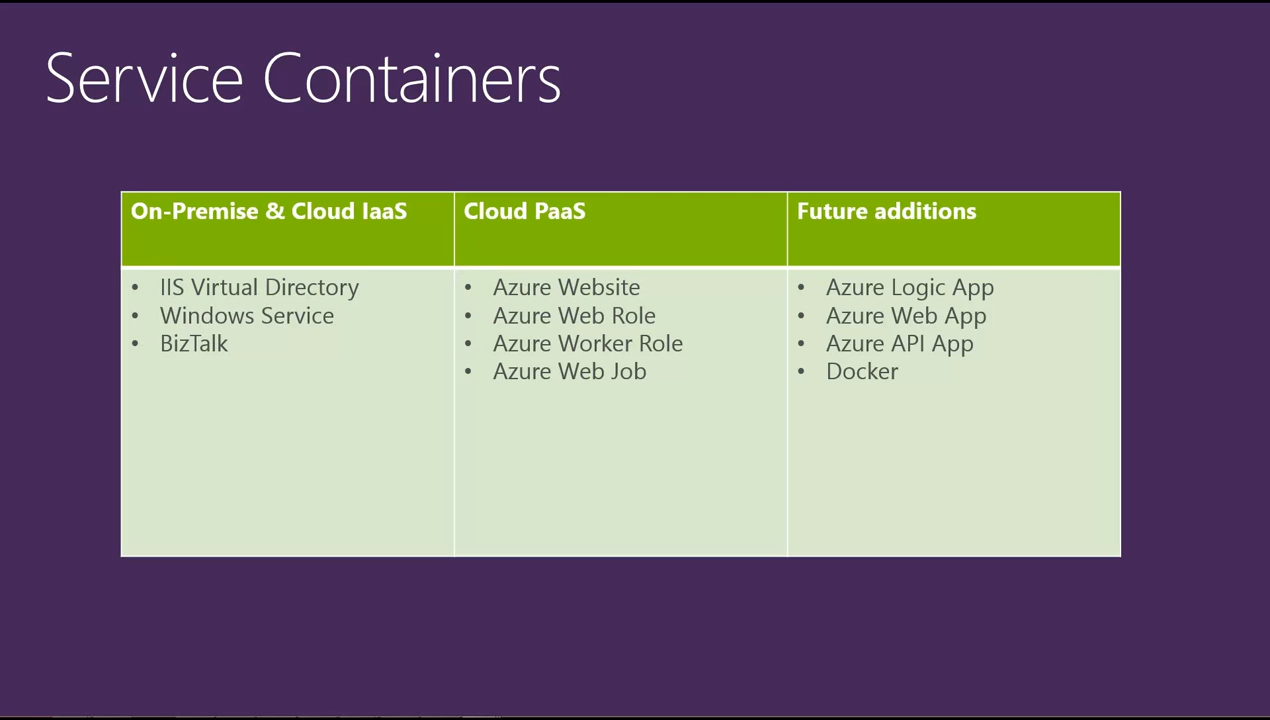 Service Containers
On-Premise & Cloud IaaS
Cloud PaaS
Future additions
• IIS Virtual Directory
• Windows Service
• BizTalk
• Azure Website
• Azure Web Role
• Azure Worker Role
• Azure Web Job
• Azure Logic App
• Azure Web App
• Azure API App
• Docker